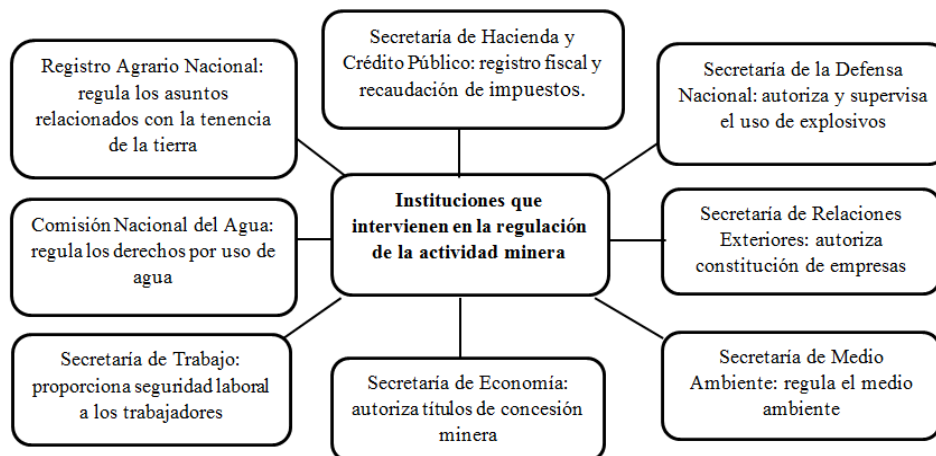 Registro Agrario Nacional:
regula los asuntos
relacionados con la tenencia
de la tierra
Secretaría de Hacienda y
Crédito Público: registro fiscal y
recaudación de impuestos.
Secretaría de la Defensa
Nacional: autoriza y supervisa
el uso de explosivos
Comisión Nacional del Agua:
regula los derechos por uso de
agua
Instituciones que
intervienen en la regulación
de la actividad minera
Secretaría de Relaciones
Exteriores: autoriza
constitución de empresas
Secretaría de Trabajo:
proporciona seguridad laboral
a los trabajadores
Secretaría de Economía:
autoriza títulos de concesión
minera
Secretaría de Medio
Ambiente: regula el medio
ambiente